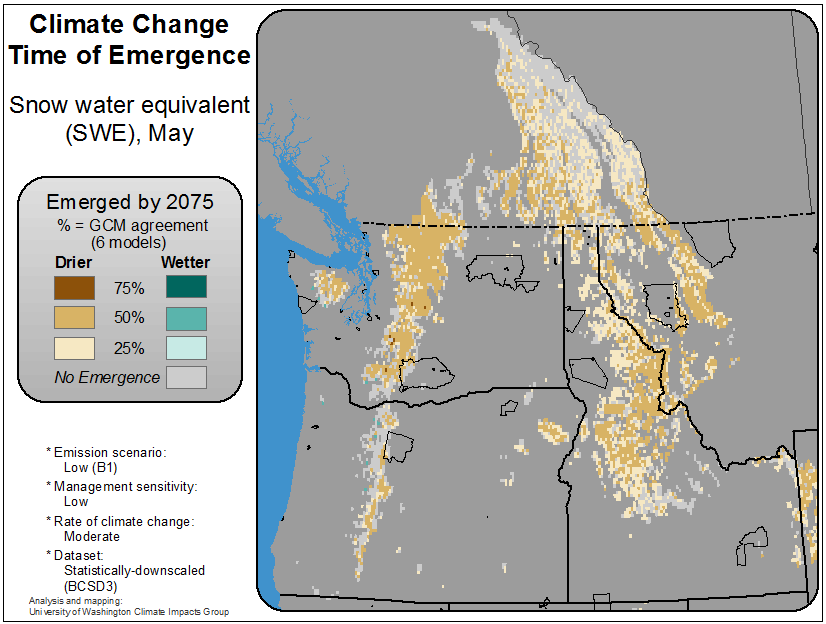 Climate Change
Time of Emergence
Snow water equivalent
(SWE), May
Emerged by 2075
% = GCM agreement
(6 models)
Drier Wetter
75%
50%
25%
No Emergence
* Emission scenario:
Low (B1)
* Management sensitivity:
Low
* Rate of climate change:
Moderate
* Dataset:
Statistically-downscaled
(BCSD3)
Analysis and mapping:
University of Washington Climate Impacts Group